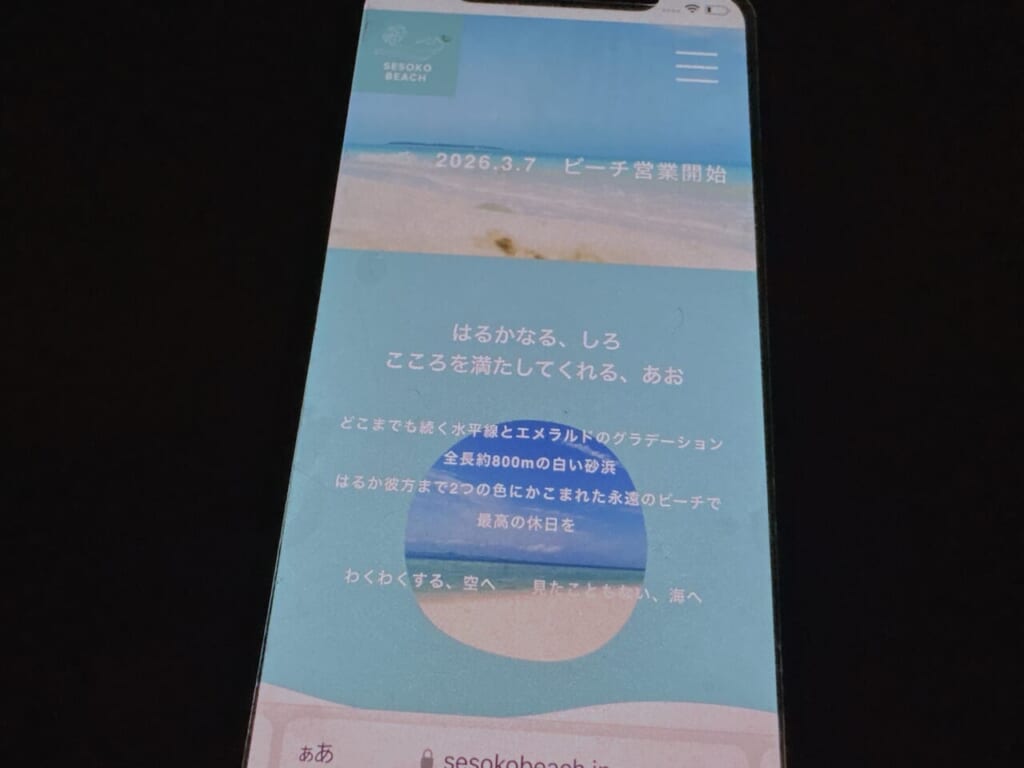 SESOKO
BEACH
2026.3.7 ビーチ営業開始
はるかなる、しろ
こころを満たしてくれる、あお
どこまでも続く水平線とエメラルドのグラデーション
全長約800mの白い砂浜
はるか彼方まで2つの色にかこまれた永遠のビーチで
最高の休日を
わくわくする、空へ 見たこともない、海へ
ぁあ sesokobeach.jp